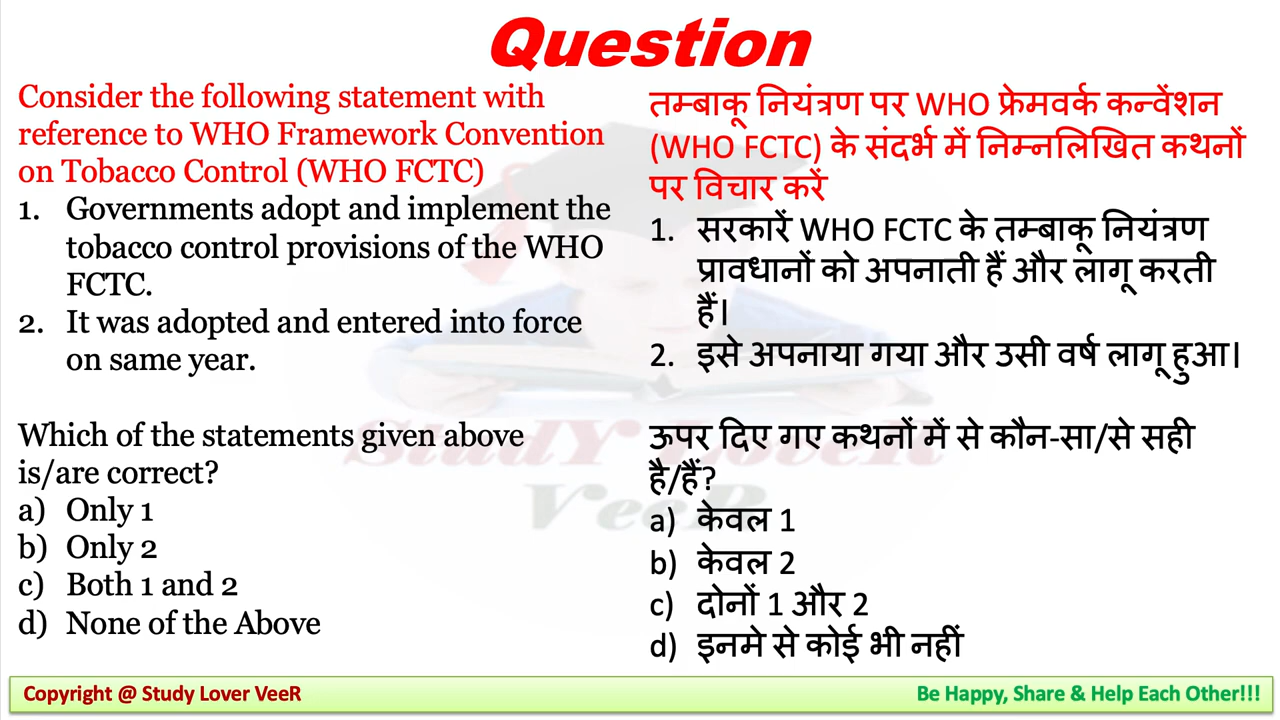 Question
Consider the following statement with
reference to WHO Framework Convention
on Tobacco Control (WHO FCTC)
1. Governments adopt and implement the
tobacco control provisions of the WHO
FCTC.
2. It was adopted and entered into force
on same year.
Which of the statements given above
is/are correct?
a) Only 1
b) Only 2
c) Both 1 and 2
d) None of the Above
तम्बाकू नियंत्रण पर WHO फ्रेमवर्क कन्वेंशन
(WHO FCTC) के संदर्भ में निम्नलिखित कथनों
पर विचार करें
1. सरकारें WHO FCTC के तम्बाकू नियंत्रण
प्रावधानों को अपनाती हैं और लागू करती
हैं।
2. इसे अपनाया गया और उसी वर्ष लागू हुआ।
ऊपर दिए गए कथनों में से कौन-सा/से सही
है/हैं?
a) केवल 1
b) केवल 2
c) दोनों 1 और 2
d) इनमे से कोई भी नहीं
StudY LoveR
VeeR
Copyright @ Study Lover VeeR
Be Happy, Share & Help Each Other!!!